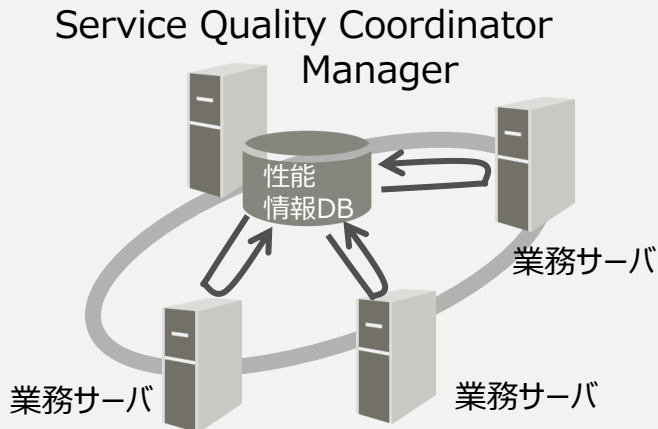 Service Quality Coordinator
Manager
性能
情報DB
業務サーバ
業務サーバ
業務サーバ